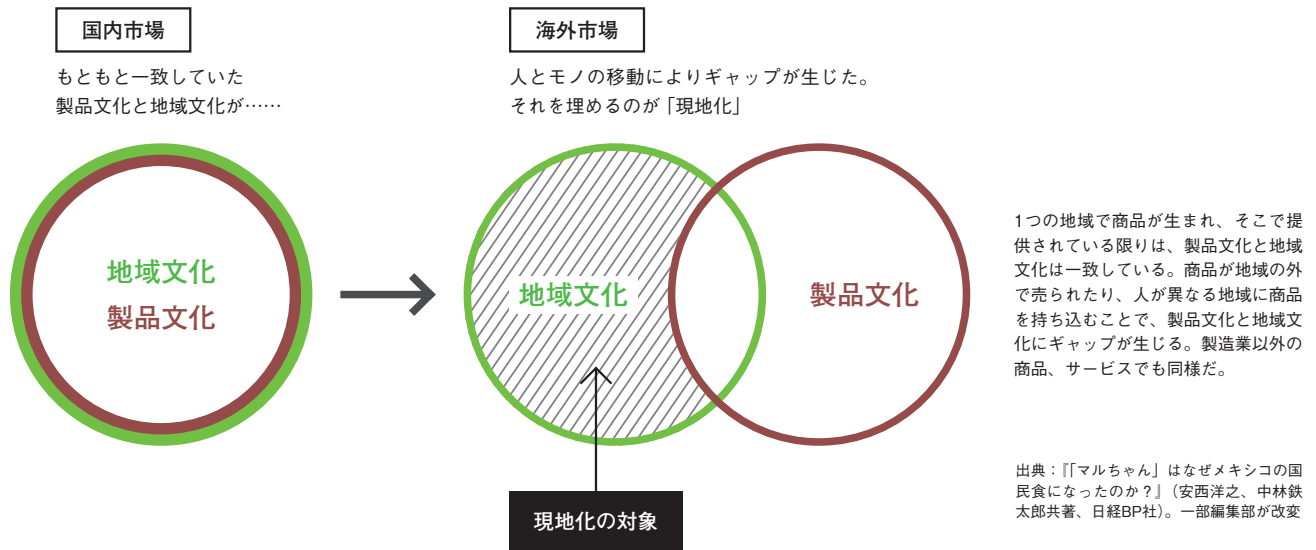 国内市場
もともと一致していた
製品文化と地域文化が……
地域文化
製品文化
海外市場
人とモノの移動によりギャップが生じた。
それを埋めるのが「現地化」
地域文化
製品文化
現地化の対象
1つの地域で商品が生まれ、そこで提
供されている限りは、製品文化と地域
文化は一致している。商品が地域の外
で売られたり、人が異なる地域に商品
を持ち込むことで、製品文化と地域文
化にギャップが生じる。製造業以外の
商品、サービスでも同様だ。
出典：『「マルちゃん」はなぜメキシコの国
民食になったのか？』（安西洋之、中林鉄
太郎共著、日経BP社）。一部編集部が改変